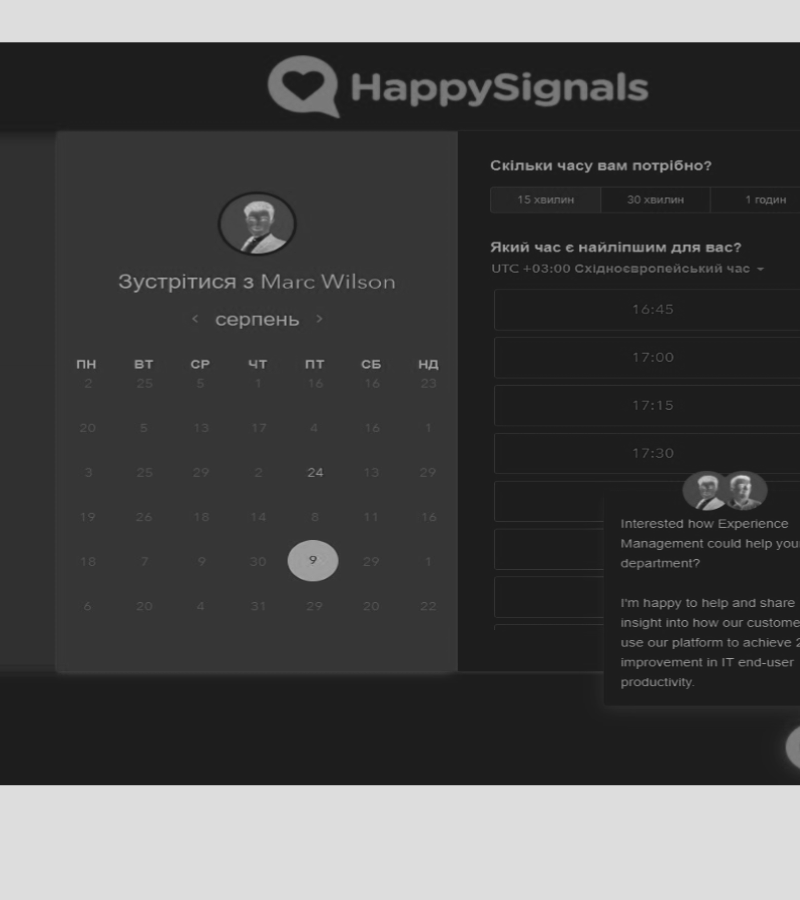 HappySignals
Зустрітися з Marc Wilson
серпень
ПН ВТ СР ЧТ ПТ СБ НД
2 25 5 1 16 16 23
20 5 13 17 4 16 1
3 25 29 2 24 13 29
19 26 18 14 8 11 16
18 7 9 30 9 29 1
6 20 4 31 29 20 22
Скільки часу вам потрібно?
15 хвилин 30 хвилин 1 годин
Який час є найліпшим для вас?
UTC +03:00 Східноєвропейський час
16:45
17:00
17:15
17:30
Interested how Experience
Management could help you
department?
I'm happy to help and share
insight into how our custome
use our platform to achieve 2
improvement in IT end-user
productivity.